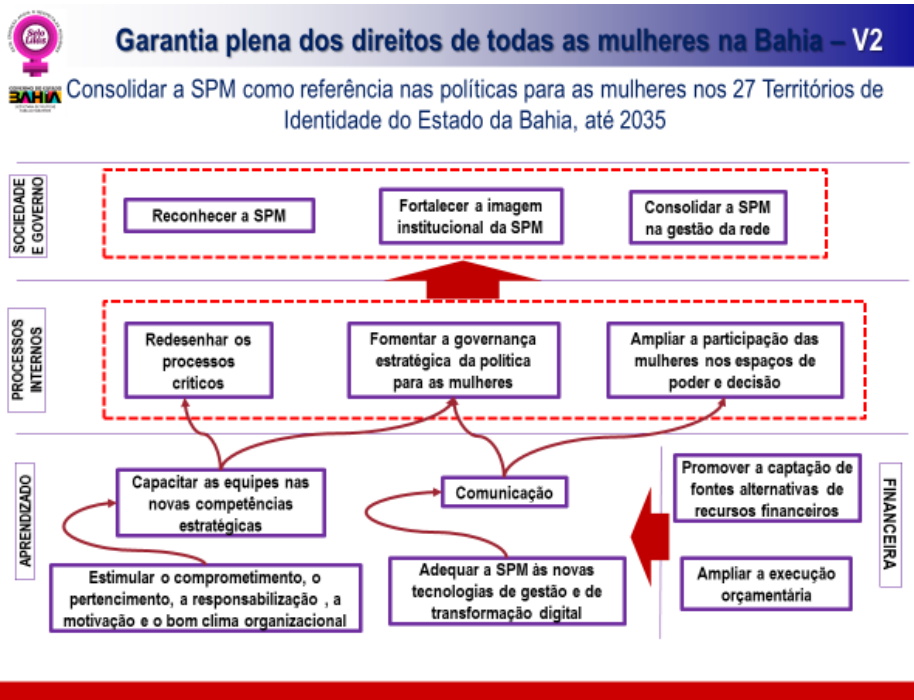 Garantia plena dos direitos de todas as mulheres na Bahia – V2
Selo
Lilás
BAHIA
Consolidar a SPM como referência nas políticas para as mulheres nos 27 Territórios de
Identidade do Estado da Bahia, até 2035
SOCIEDADE
E GOVERNO
Reconhecer a SPM
Fortalecer a imagem
institucional da SPM
Consolidar a SPM
na gestão da rede
PROCESSOS
INTERNOS
Redesenhar os
processos
críticos
Fomentar a governança
estratégica da política
para as mulheres
Ampliar a participação das
mulheres nos espaços de
poder e decisão
APRENDIZADO
Capacitar as equipes nas
novas competências
estratégicas
Comunicação
Promover a captação de
fontes alternativas de
recursos financeiros
FINANCEIRA
Estimular o comprometimento, o
pertencimento, a responsabilização , a
motivação e o bom clima organizacional
Adequar a SPM às novas
tecnologias de gestão e de
transformação digital
Ampliar a execução
orçamentária